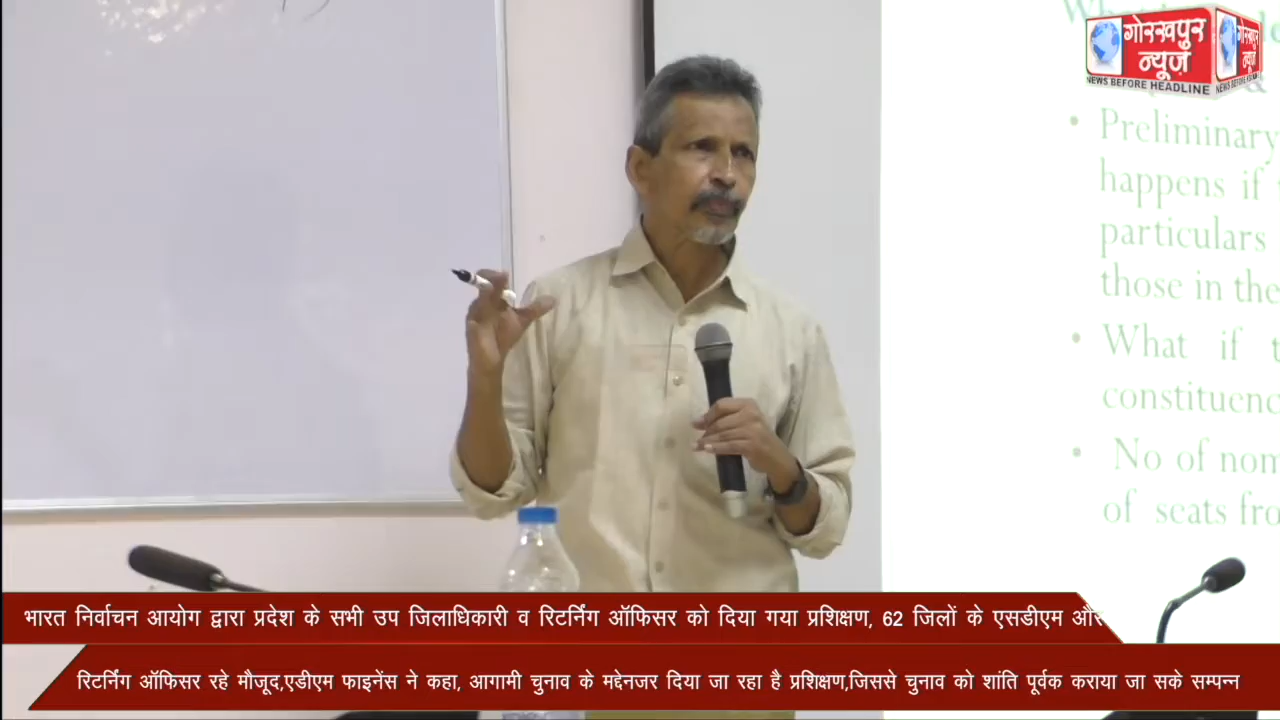 गोरखपुर
न्यूज़
NEWS BEFORE HEADLINE
Preliminary
happens if
particulars
those in the
What if
constituenc
No of nom
of seats fro
भारत निर्वाचन आयोग द्वारा प्रदेश के सभी उप जिलाधिकारी व रिटर्निंग ऑफिसर को दिया गया प्रशिक्षण, 62 जिलों के एसडीएम और
रिटर्निंग ऑफिसर रहे मौजूद,एडीएम फाइनेंस ने कहा, आगामी चुनाव के मद्देनजर दिया जा रहा है प्रशिक्षण,जिससे चुनाव को शांति पूर्वक कराया जा सके सम्पन्न